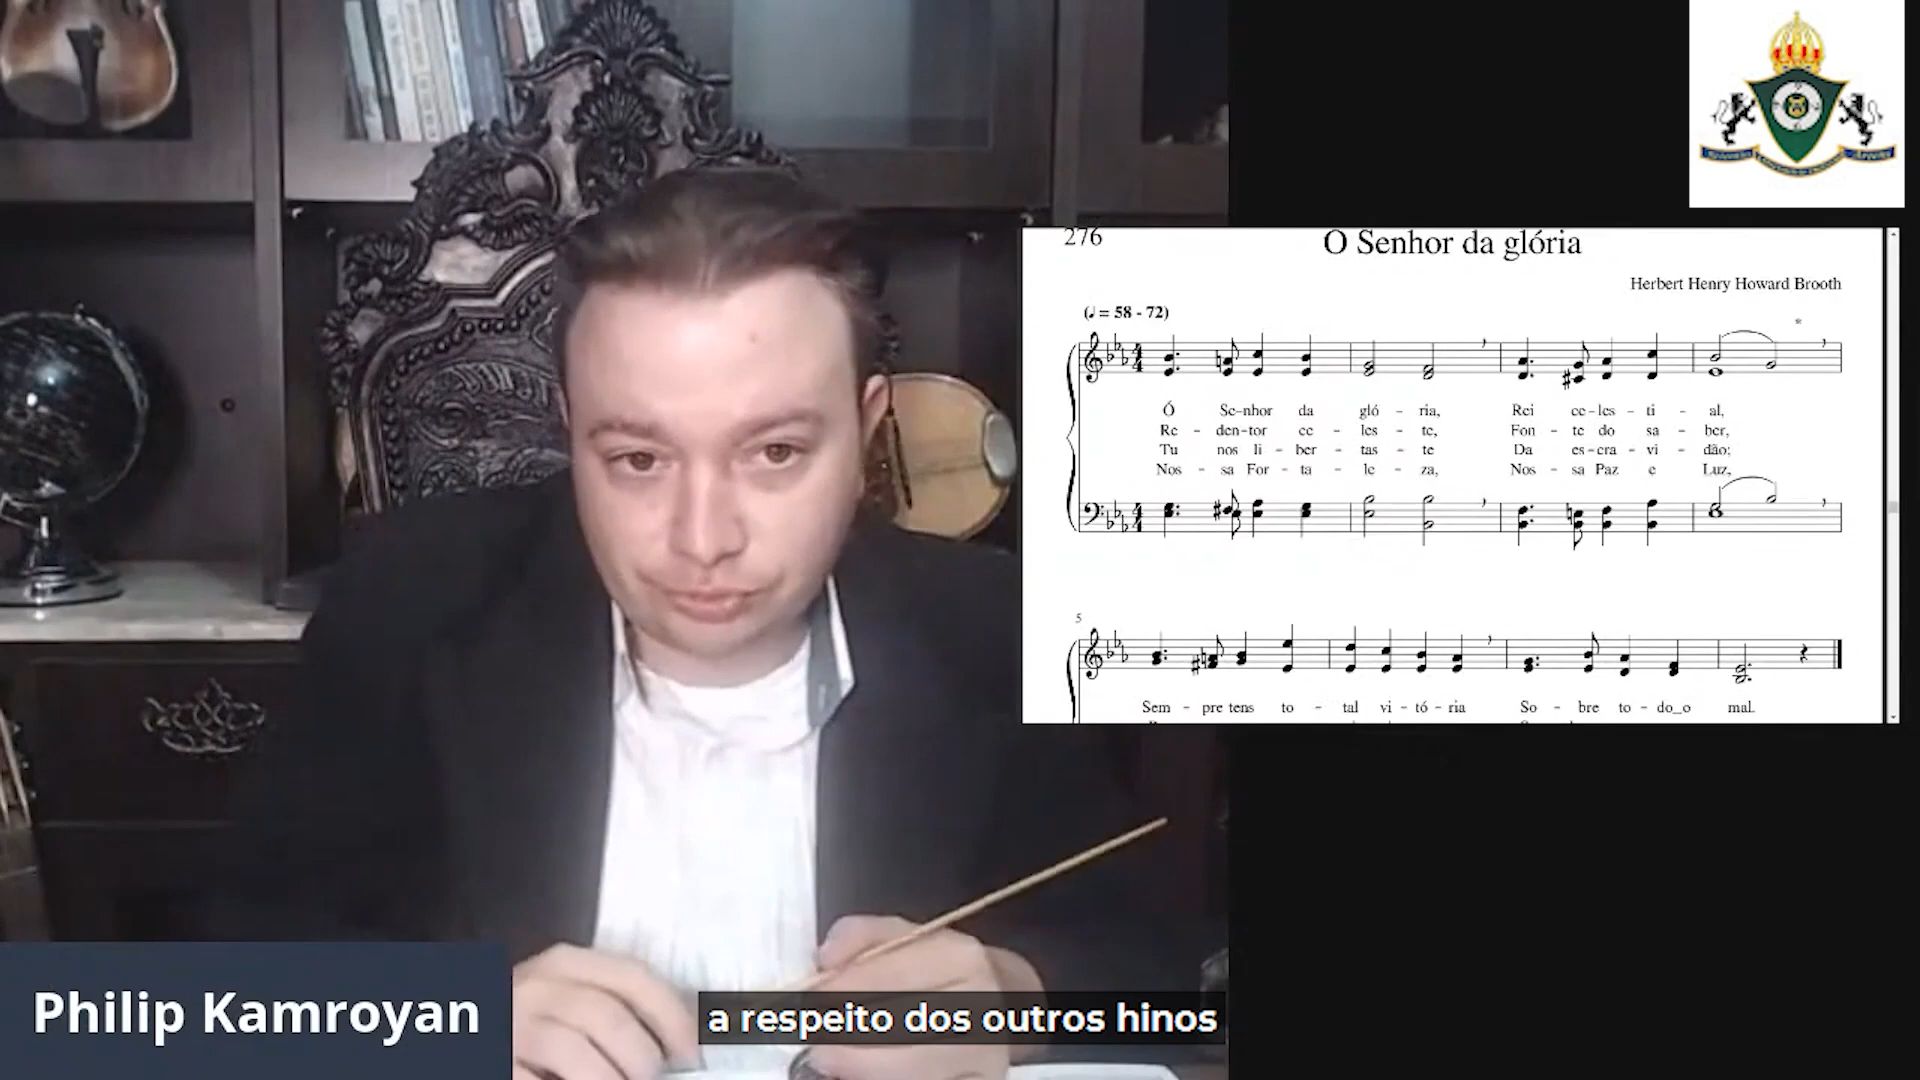 276
O Senhor da glória
Herbert Henry Howard Brooth
(♩ = 58 - 72)
*
Ó Se-nhor da gló - ria, Rei ce-les - ti - al,
Re - den-tor ce - les - te, Fon - te do sa - ber,
Tu nos li - ber - tas - te Da es-cra - vi - dão;
Nos - sa For - ta - le - za, Nos - sa Paz e Luz,
5
Sem - pre tens to - tal vi - tó - ria So - bre to - do_o mal.
Philip Kamroyan
a respeito dos outros hinos